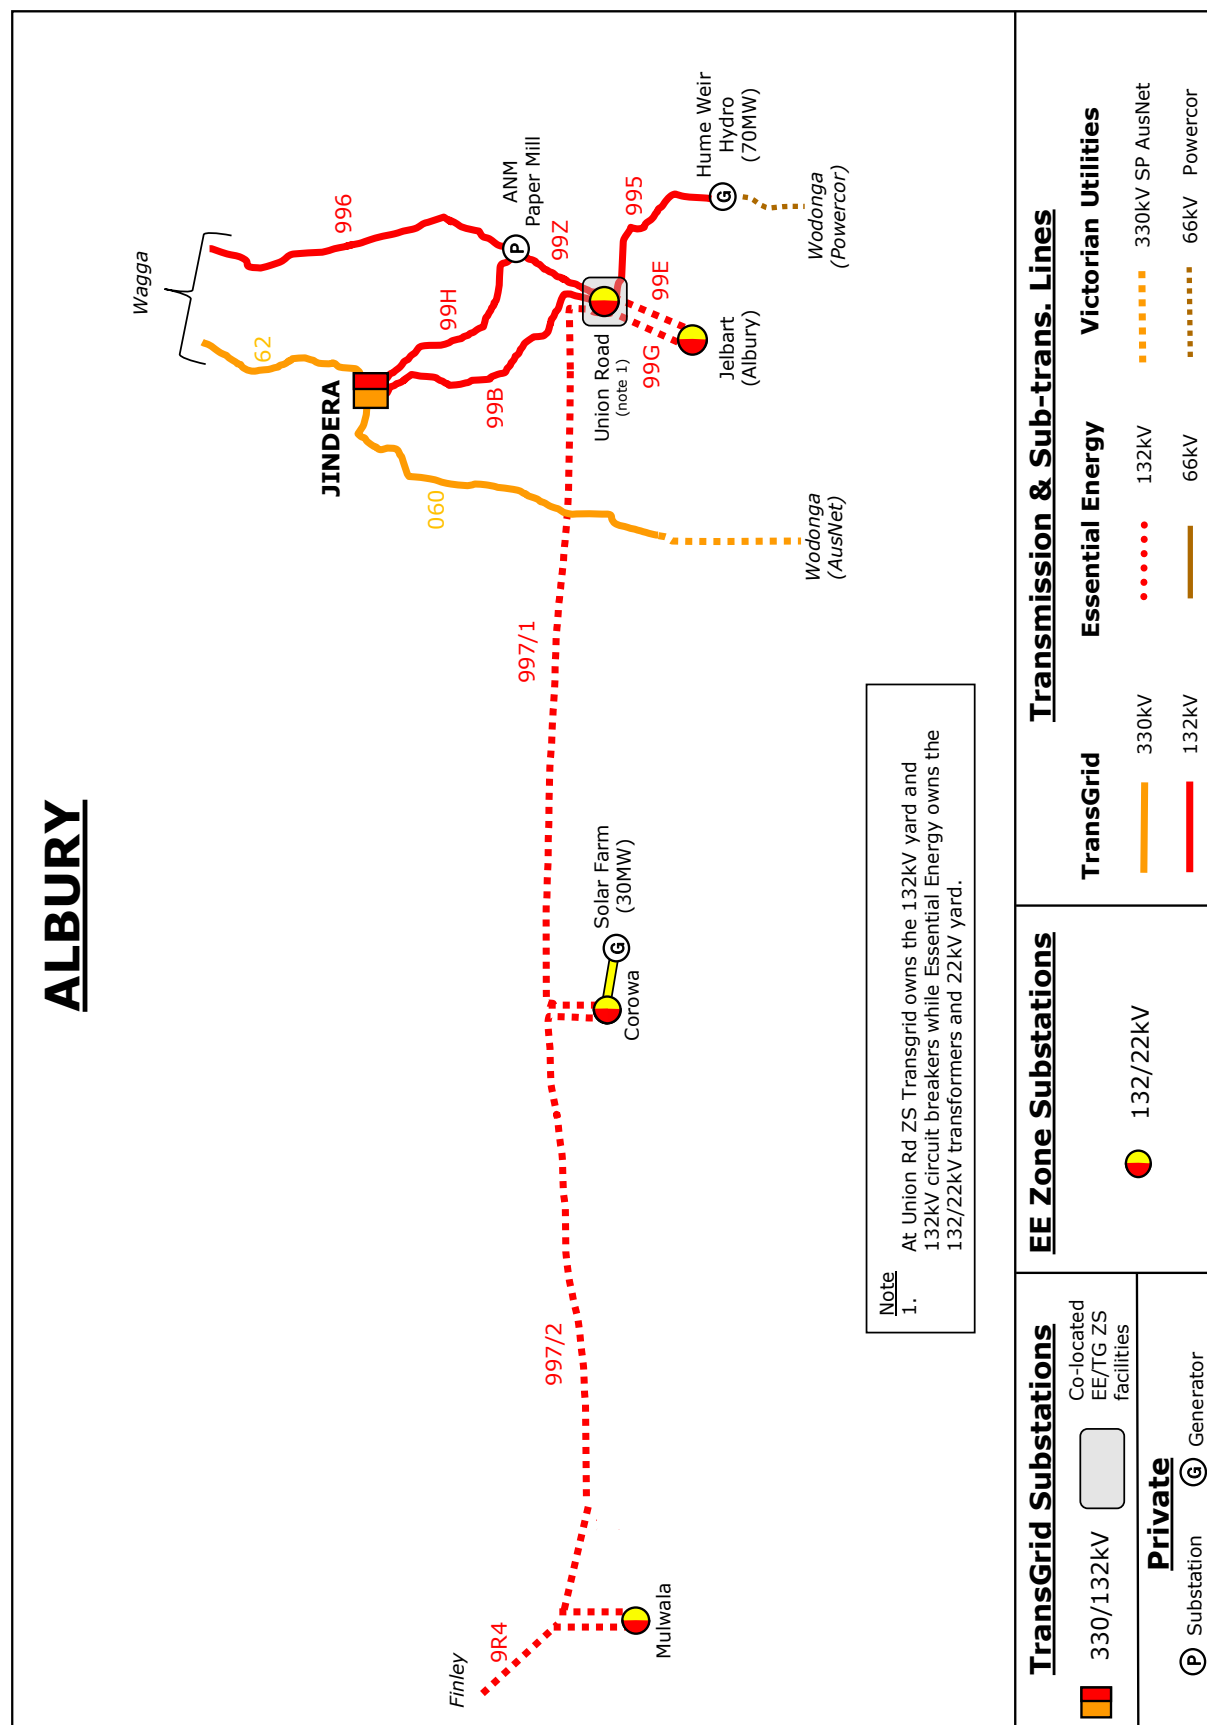 ALBURY
Wagga
62
996
JINDERA
99H
ANM
Paper Mill
99Z
99B
060
995
Hume Weir
Hydro
(70MW)
Union Road
(note 1)
99E
99G
Jelbart
(Albury)
Wodonga
(Powercor)
Wodonga
(AusNet)
997/1
Solar Farm
(30MW)
Corowa
997/2
Finley
9R4
Mulwala
Note
1. At Union Rd ZS Transgrid owns the 132kV yard and
132kV circuit breakers while Essential Energy owns the
132/22kV transformers and 22kV yard.
TransGrid Substations
330/132kV
Co-located
EE/TG ZS
facilities
Private
P Substation
G Generator
EE Zone Substations
132/22kV
Transmission & Sub-trans. Lines
TransGrid
330kV
132kV
Essential Energy
132kV
66kV
Victorian Utilities
330kV SP AusNet
66kV Powercor
P
G
G